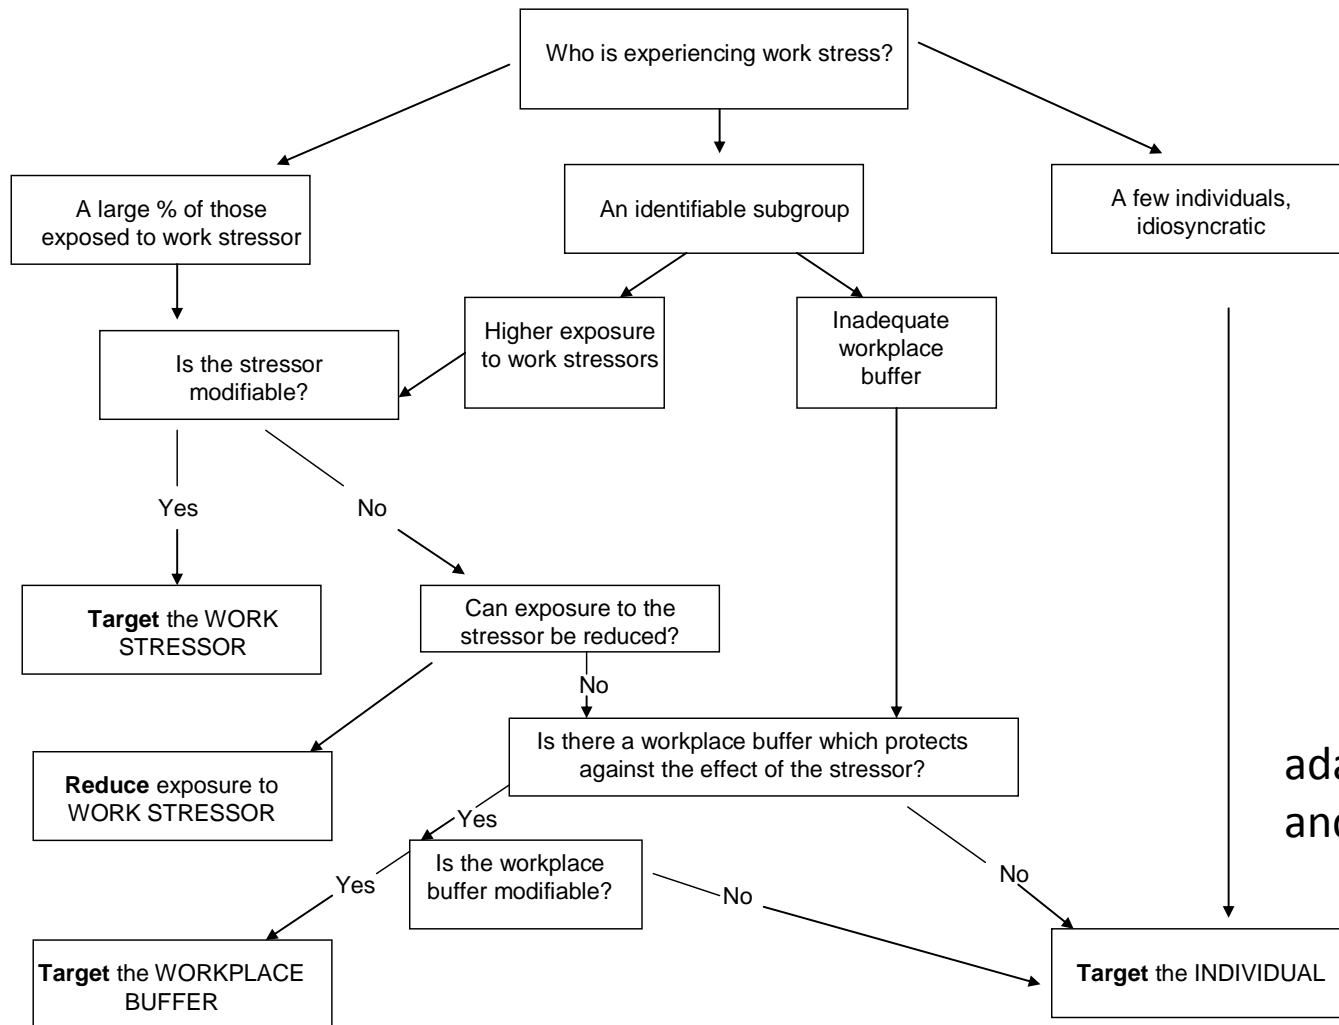 Who is experiencing work stress?
A large % of those
exposed to work stressor
An identifiable subgroup
A few individuals,
idiosyncratic
Higher exposure
to work stressors
Inadequate
workplace
buffer
Is the stressor
modifiable?
Yes
No
Target the WORK
STRESSOR
Can exposure to the
stressor be reduced?
No
Reduce exposure to
WORK STRESSOR
Is there a workplace buffer which protects
against the effect of the stressor?
Yes
No
Is the workplace
buffer modifiable?
Yes
No
Target the WORKPLACE
BUFFER
Target the INDIVIDUAL